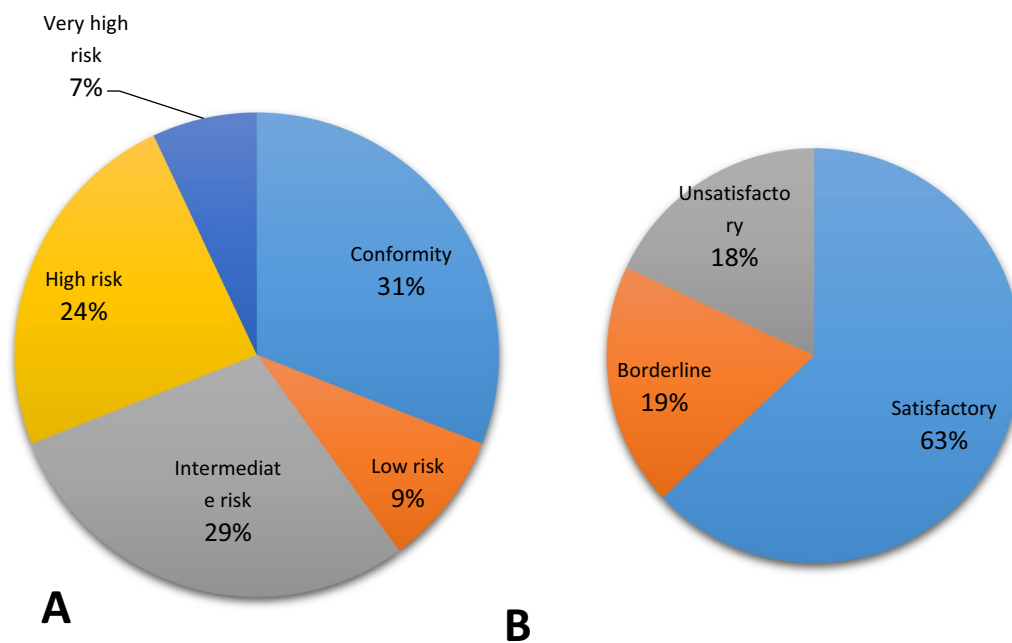 Very high
risk
7%
Conformity
31%
High risk
24%
Intermediat
e risk
29%
Low risk
9%
A
Unsatisfacto
ry
18%
Borderline
19%
Satisfactory
63%
B